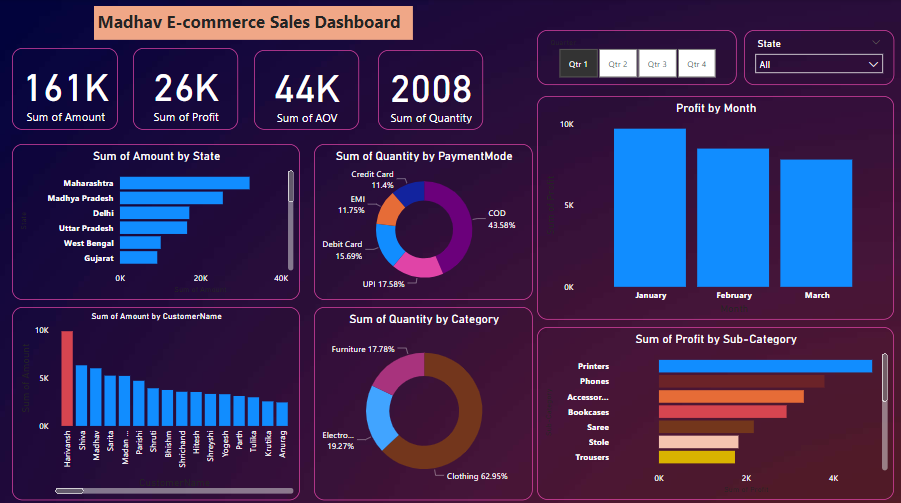 Madhav E-commerce Sales Dashboard
161K
Sum of Amount
26K
Sum of Profit
44K
Sum of AOV
2008
Sum of Quantity
Qtr 1
Qtr 2
Qtr 3
Qtr 4
State
All
Sum of Amount by State
Maharashtra
Madhya Pradesh
Delhi
Uttar Pradesh
West Bengal
Gujarat
0K
20K
40K
Sum of Quantity by PaymentMode
Credit Card
11.4%
EMI
11.75%
Debit Card
15.69%
UPI 17.58%
COD
43.58%
Profit by Month
10K
5K
0K
January
February
March
Sum of Amount by CustomerName
Sum of Amount
10K
5K
0K
Harivansh
Shiva
Madhav
Sarita
Madan ...
Parishi
Shruti
Bhishm
Shrichand
Hitesh
Shreyshi
Yogesh
Parth
Tulika
Krutika
Anurag
CustomerName
Sum of Quantity by Category
Furniture 17.78%
Electro...
19.27%
Clothing 62.95%
Sum of Profit by Sub-Category
Printers
Phones
Accessor...
Bookcases
Saree
Stole
Trousers
0K
2K
4K